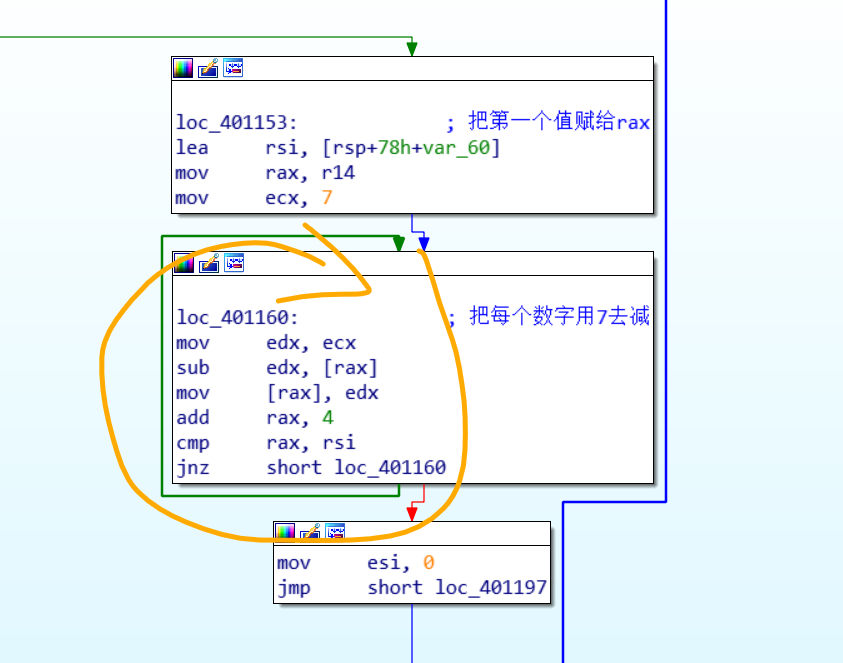 loc_401153: ; 把第一个值赋给rax
lea rsi, [rsp+78h+var_60]
mov rax, r14
mov ecx, 7
loc_401160: ; 把每个数字用7去减
mov edx, ecx
sub edx, [rax]
mov [rax], edx
add rax, 4
cmp rax, rsi
jnz short loc_401160
mov esi, 0
jmp short loc_401197